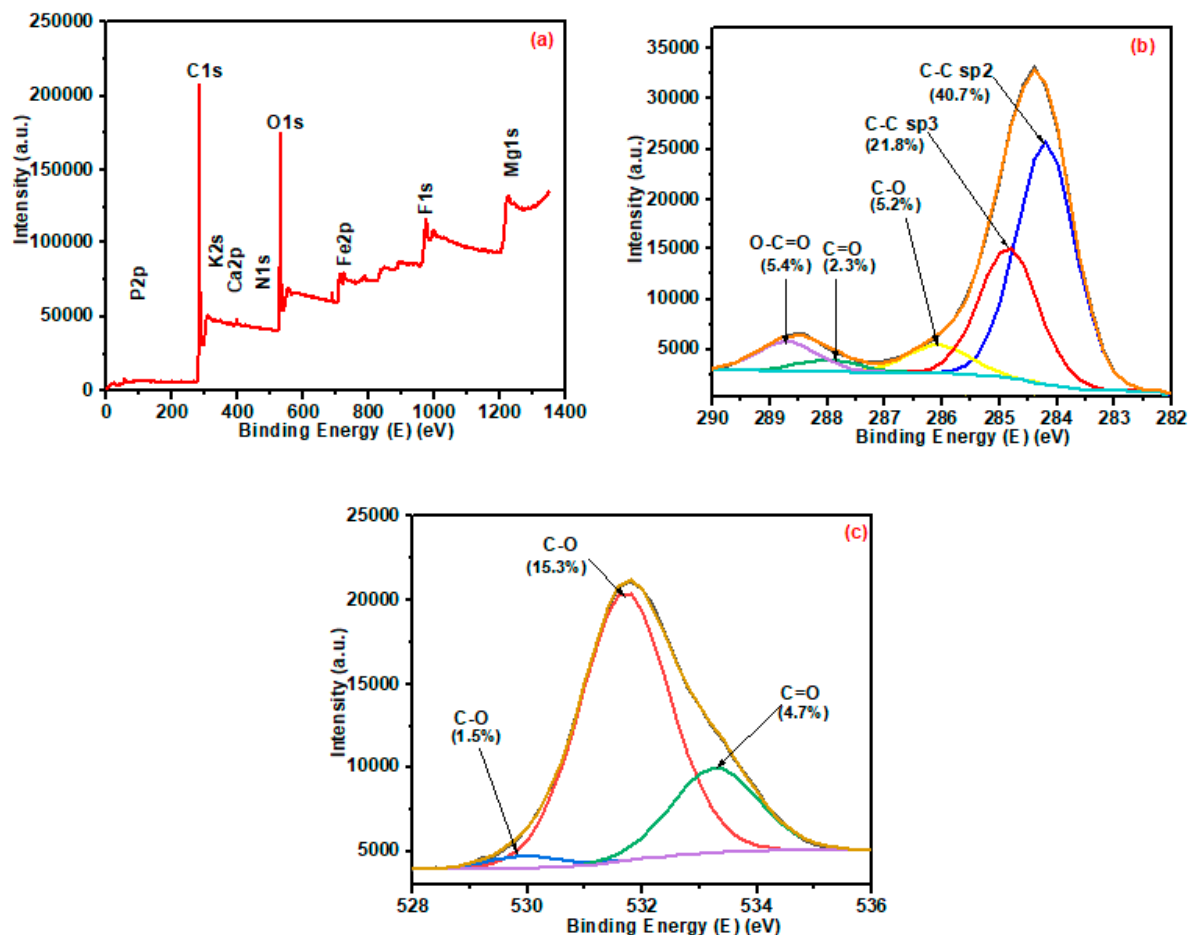 (a)
250000
200000
150000
100000
50000
0
Intensity (a.u.)
C1s
O1s
P2p
K2s
Ca2p
N1s
Fe2p
F1s
Mg1s
0 200 400 600 800 1000 1200 1400
Binding Energy (E) (eV)
(b)
35000
30000
25000
20000
15000
10000
5000
Intensity (a.u.)
C-C sp2
(40.7%)
C-C sp3
(21.8%)
C-O
(5.2%)
O-C=O
(5.4%)
C=O
(2.3%)
290 289 288 287 286 285 284 283 282
Binding Energy (E) (eV)
(c)
25000
20000
15000
10000
5000
Intensity (a.u.)
C-O
(15.3%)
C=O
(4.7%)
C-O
(1.5%)
528 530 532 534 536
Binding Energy (E) (eV)